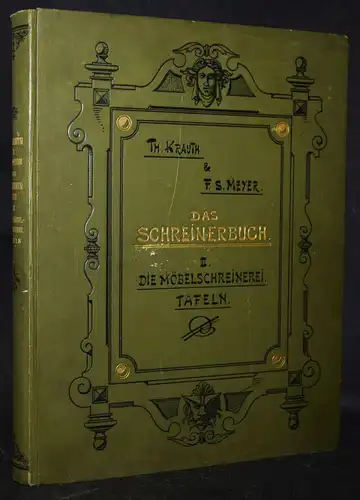 TH. KRAUTH
&
F. S. MEYER.
DAS
SCHREINERBUCH.
II.
DIE MÖBELSCHREINEREI.
TAFELN.